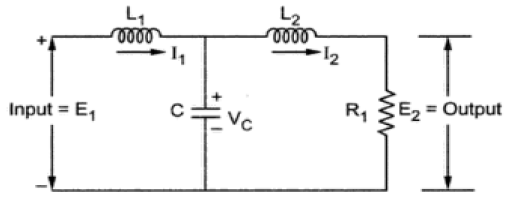 L1 L2
+ I1 I2
Input = E1 C + VC − R1 E2 = Output
−